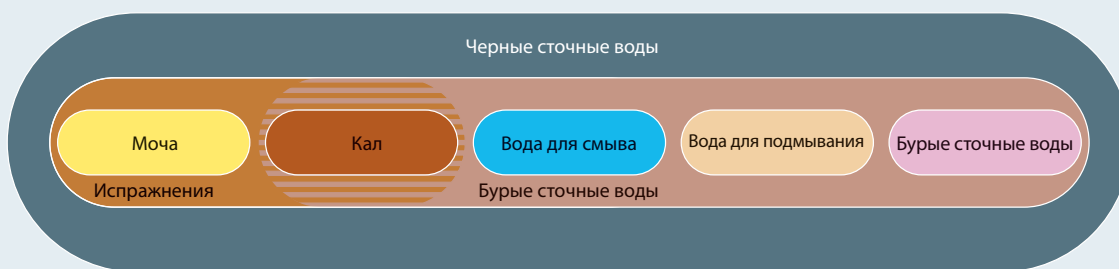 Черные сточные воды
Моча
Кал
Вода для смыва
Вода для подмывания
Бурые сточные воды
Испражнения
Бурые сточные воды